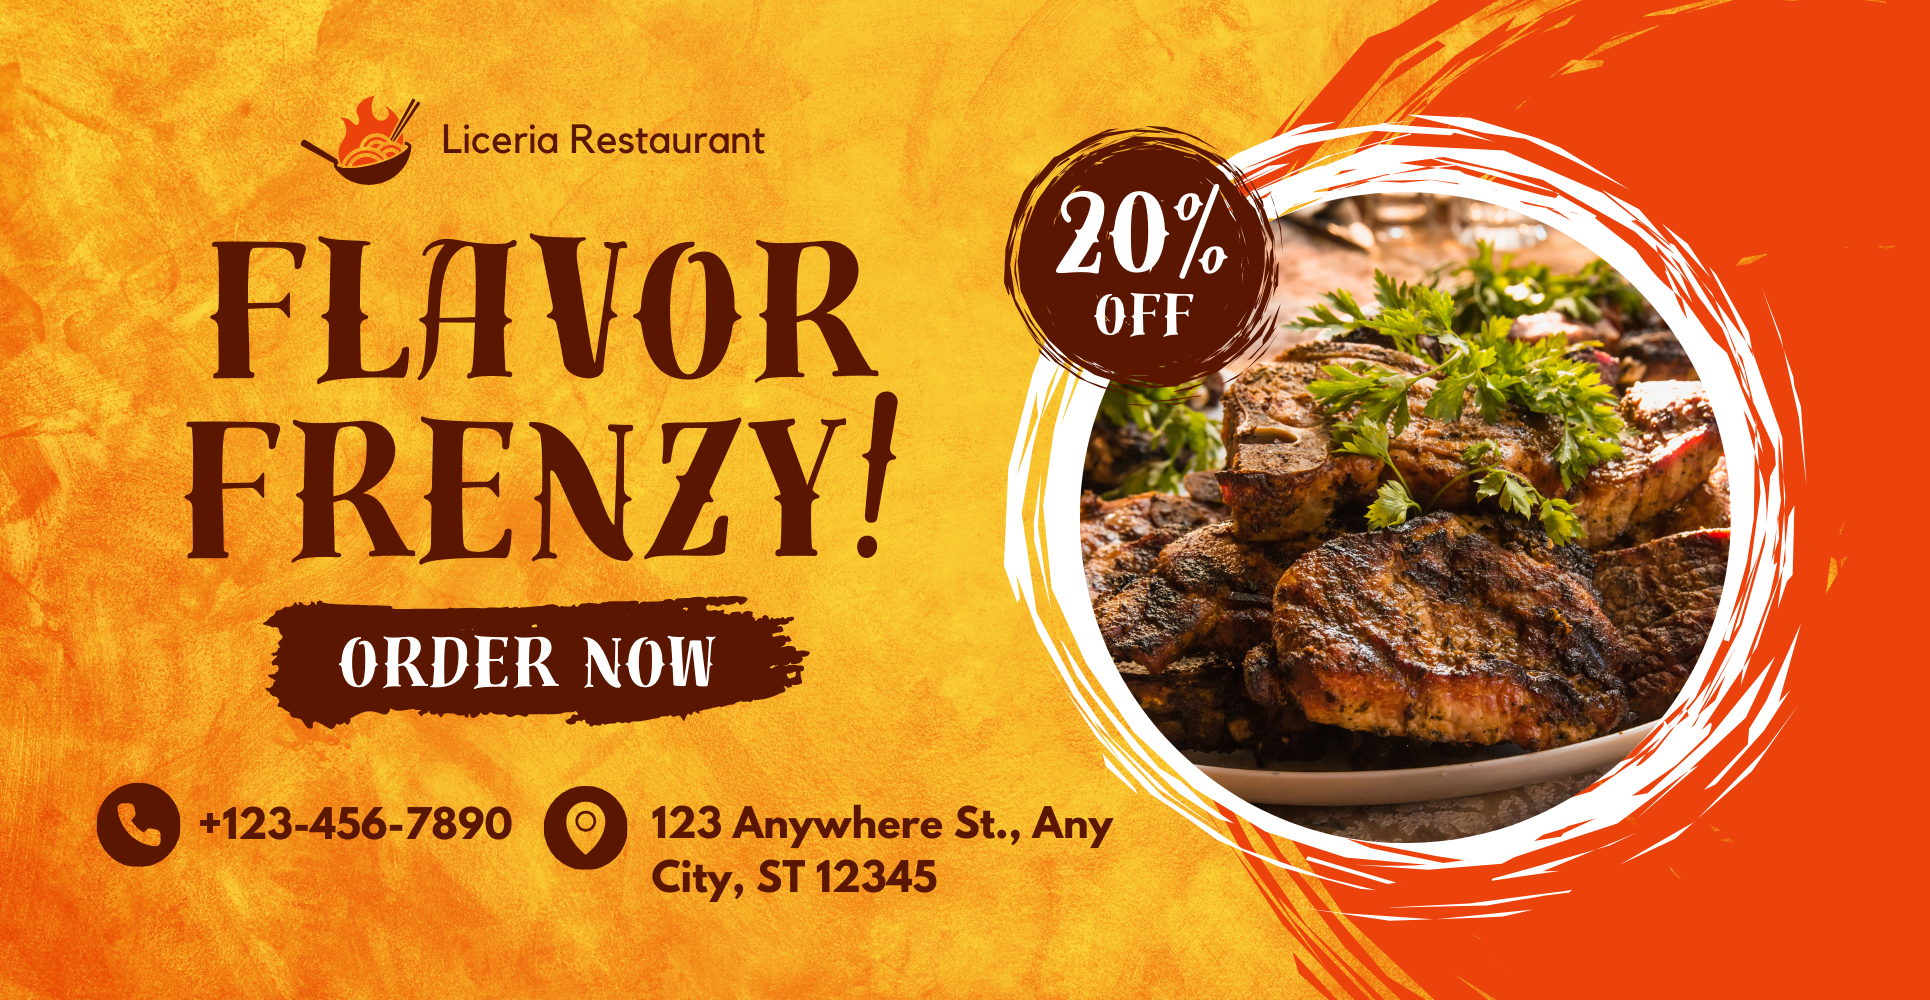 Liceria Restaurant
FLAVOR
FRENZY!
ORDER NOW
+123-456-7890
123 Anywhere St., Any
City, ST 12345
20%
OFF